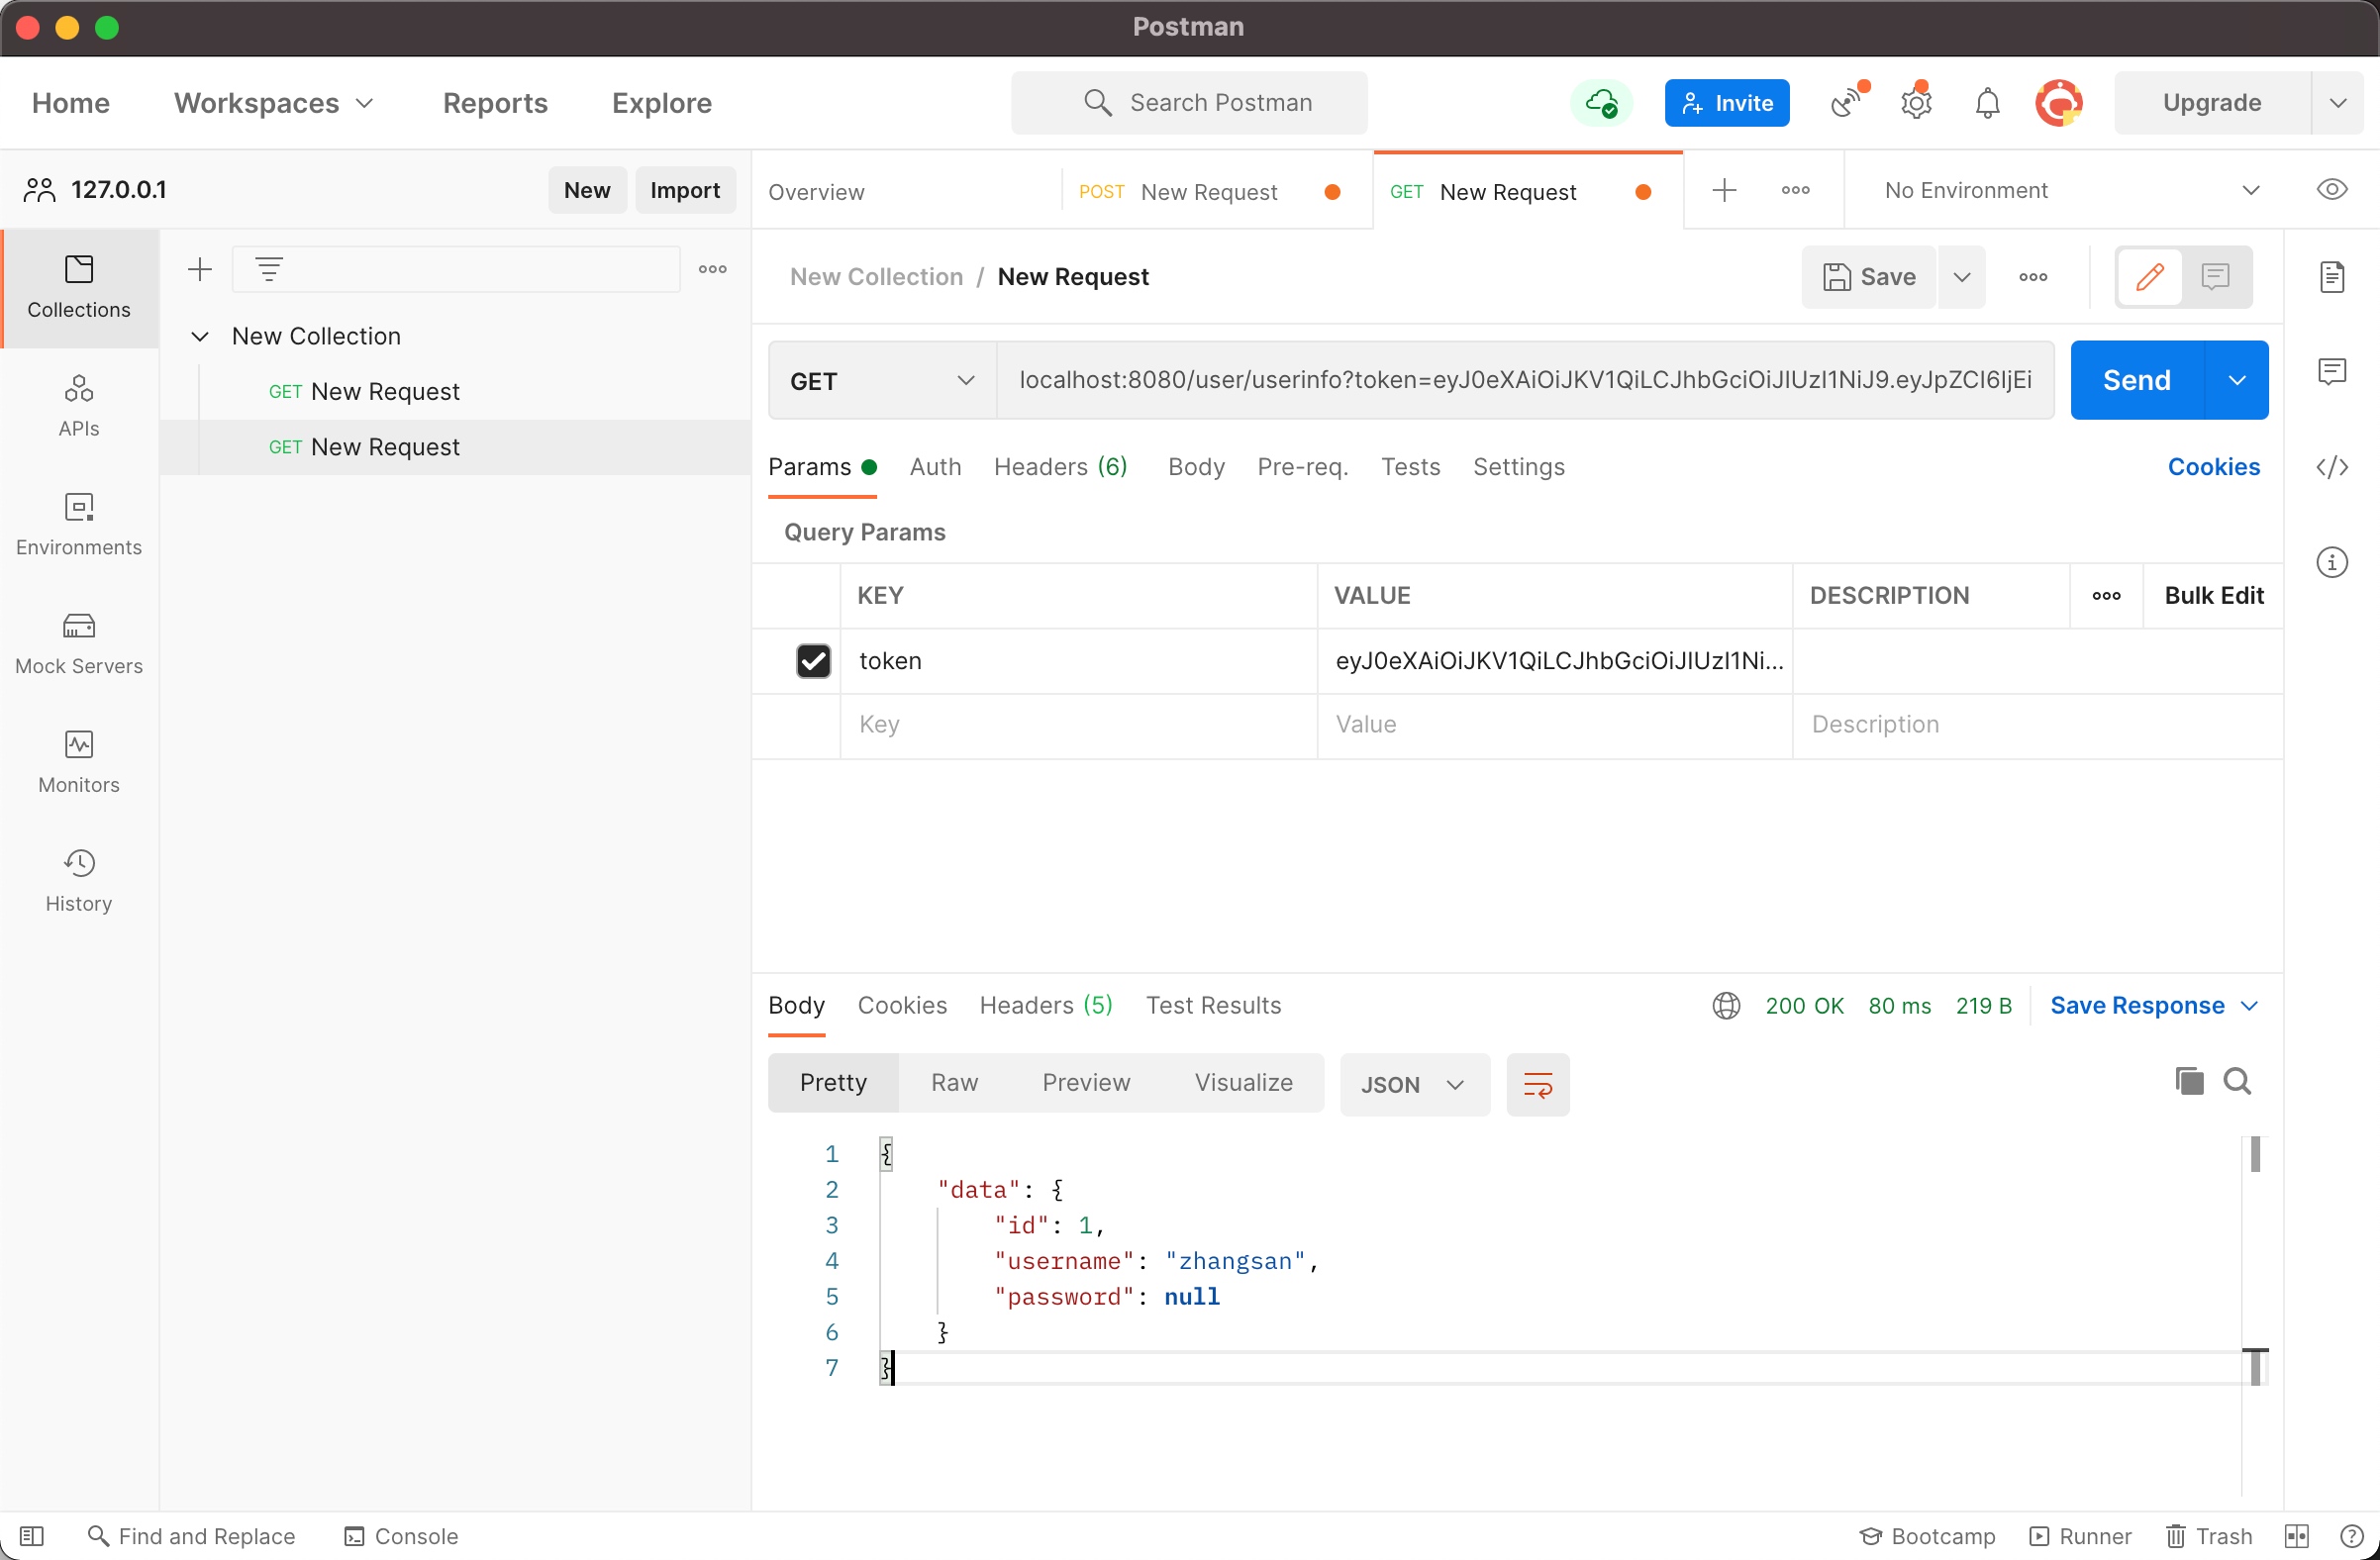 Postman
Home Workspaces Reports Explore Search Postman Invite Upgrade
127.0.0.1 New Import
Overview POST New Request GET New Request No Environment
Collections
APIs
Environments
Mock Servers
Monitors
History
New Collection
GET New Request
GET New Request
New Collection / New Request Save
GET localhost:8080/user/userinfo?token=eyJ0eXAiOiJKV1QiLCJhbGciOiJIUzI1NiJ9.eyJpZCI6IjEi Send
Params Auth Headers (6) Body Pre-req. Tests Settings Cookies
Query Params
KEY VALUE DESCRIPTION Bulk Edit
token eyJ0eXAiOiJKV1QiLCJhbGciOiJIUzI1Ni...
Key Value Description
Body Cookies Headers (5) Test Results 200 OK 80 ms 219 B Save Response
Pretty Raw Preview Visualize JSON
1 {
2 "data": {
3 "id": 1,
4 "username": "zhangsan",
5 "password": null
6 }
7 }
Find and Replace Console Bootcamp Runner Trash